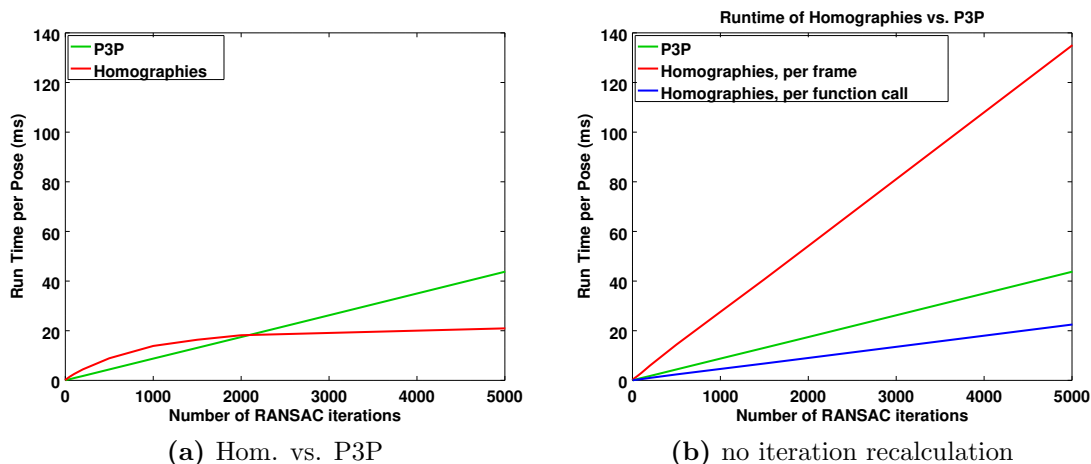 P3P
Homographies
140
120
100
80
60
40
20
0
Run Time per Pose (ms)
0 1000 2000 3000 4000 5000
Number of RANSAC iterations
(a) Hom. vs. P3P
Runtime of Homographies vs. P3P
P3P
Homographies, per frame
Homographies, per function call
140
120
100
80
60
40
20
0
Run Time per Pose (ms)
0 1000 2000 3000 4000 5000
Number of RANSAC iterations
(b) no iteration recalculation